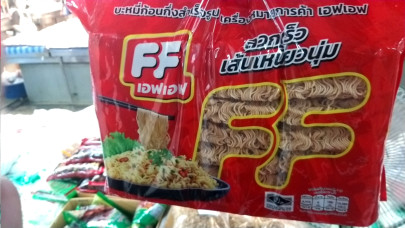 บะหมี่ก้อนกึ่งสำเร็จรูป เครื่องหมายการค้า เอฟเอฟ
FF
เอฟเอฟ
ลวกเร็ว
เส้นเหนียวนุ่ม
FF